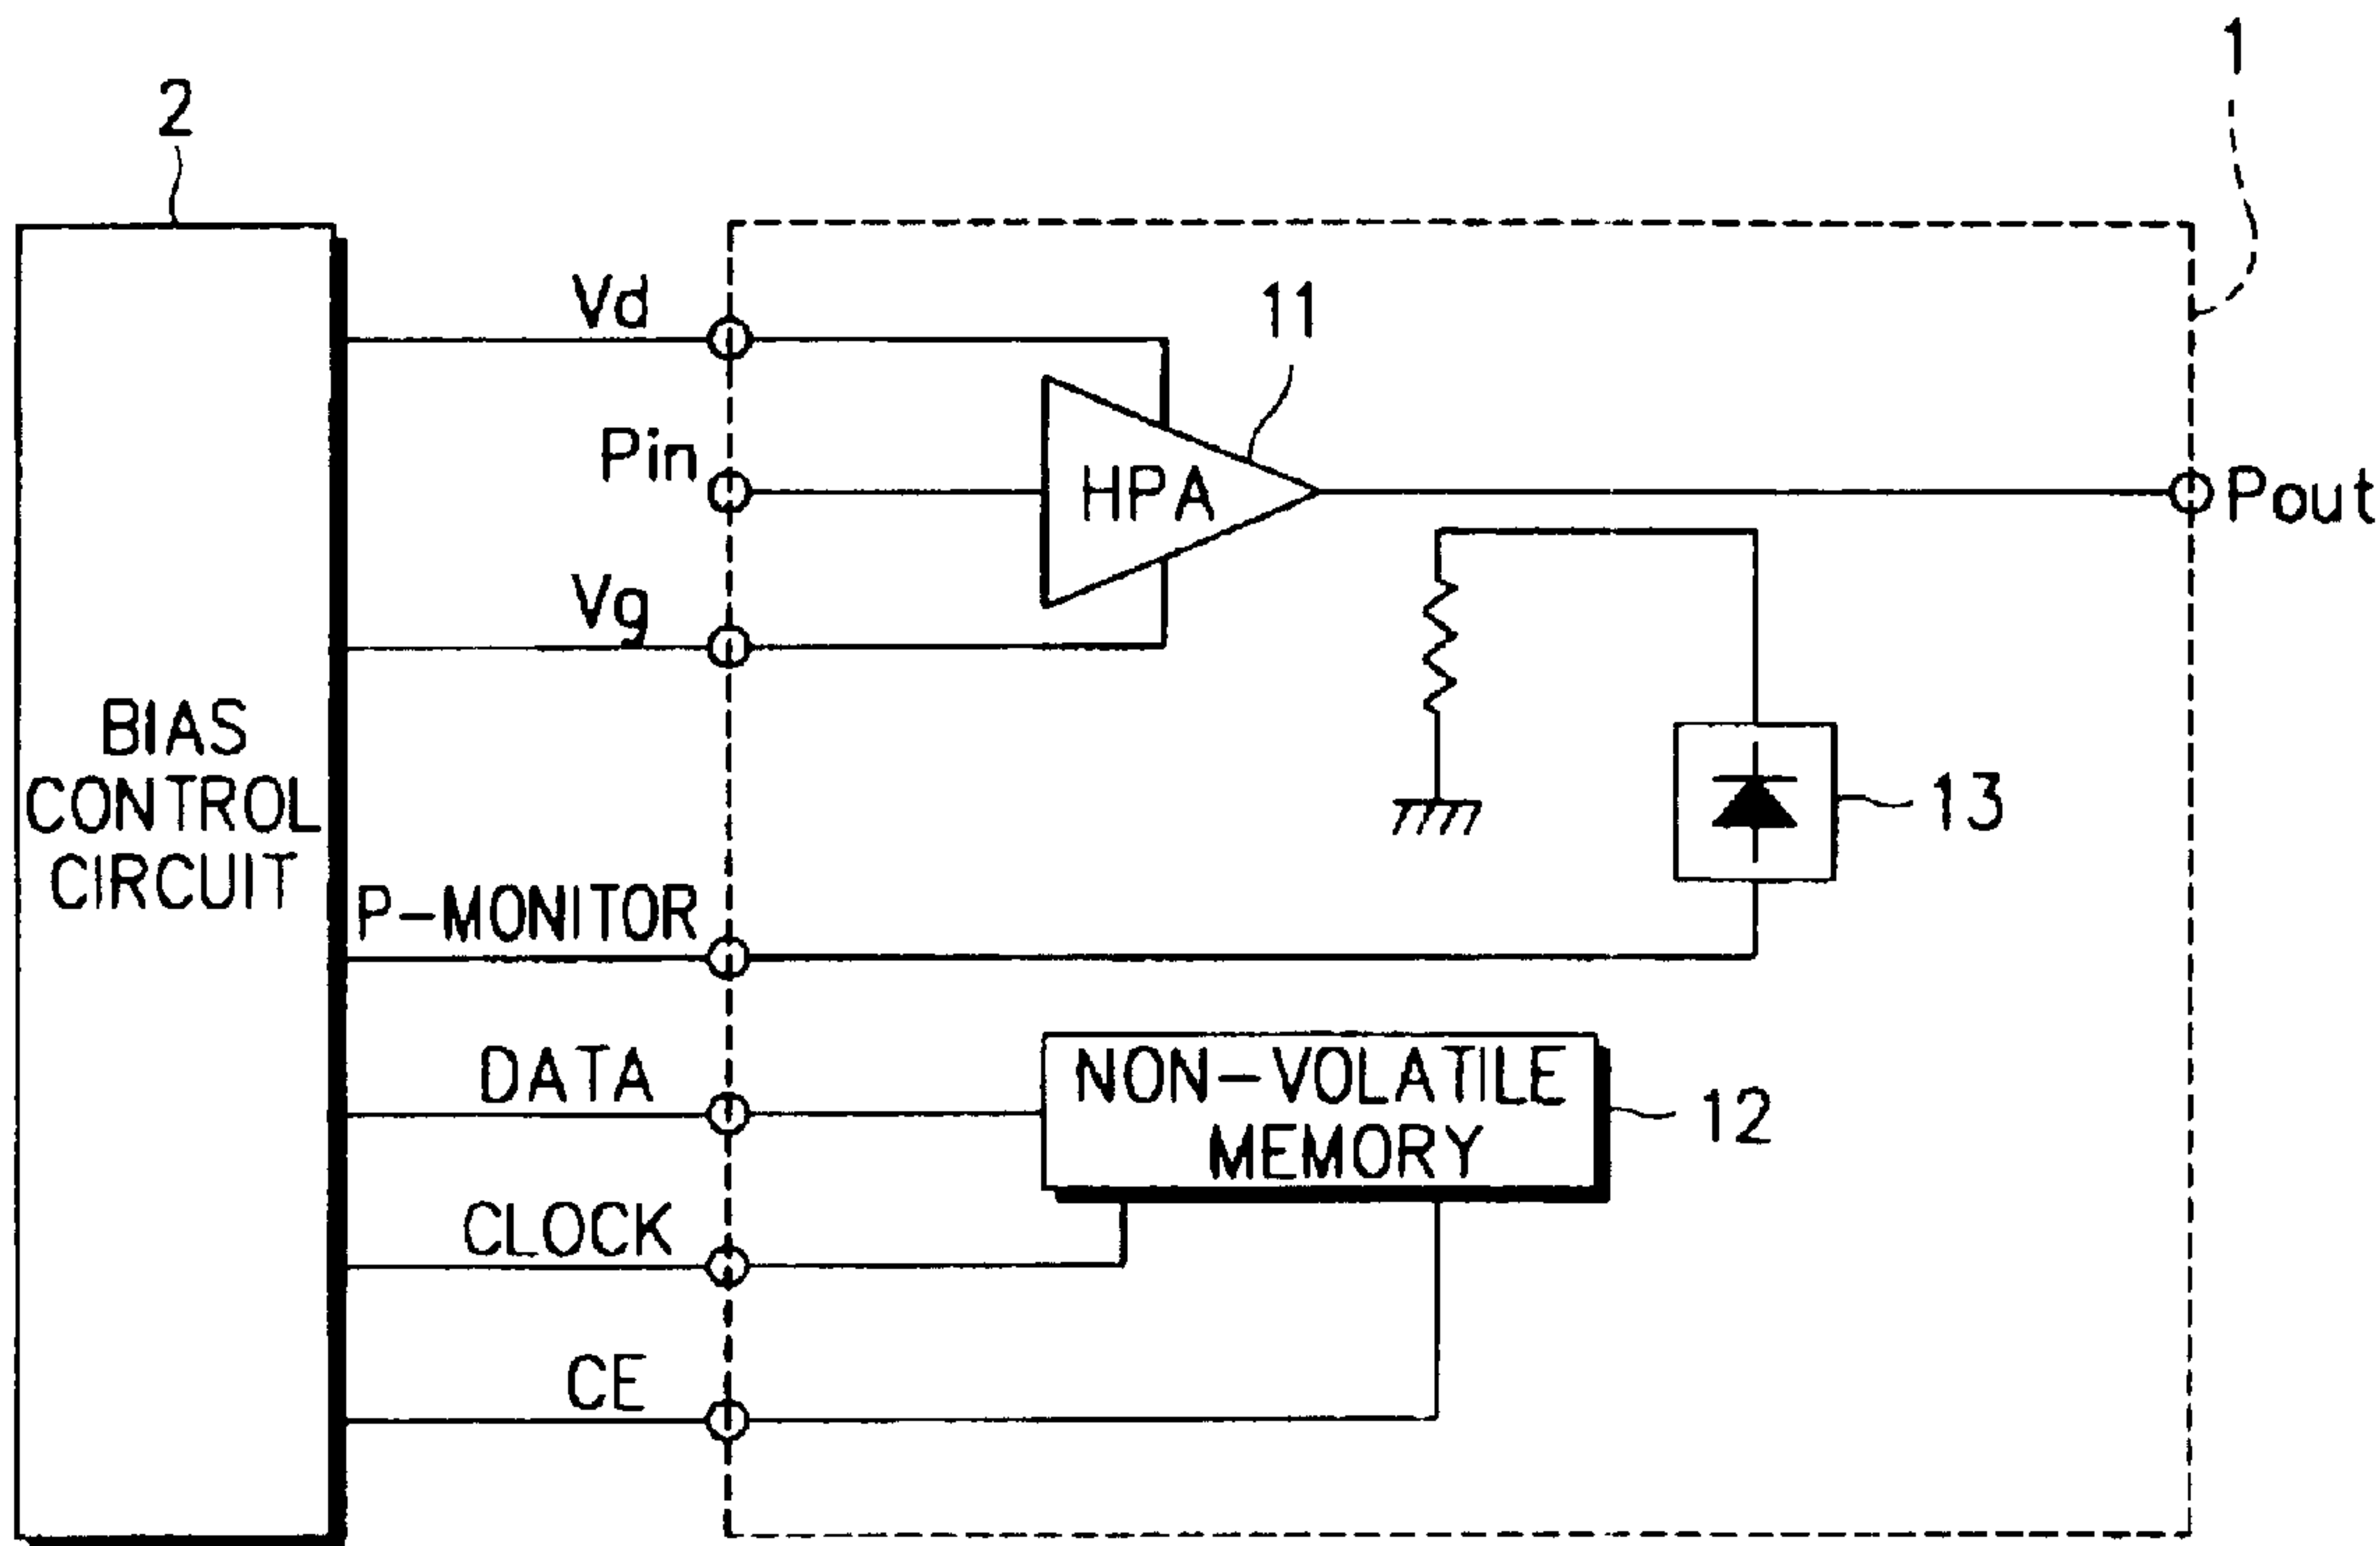 1
2
Vd
11
Pin
HPA
Pout
Vg
BIAS
CONTROL
CIRCUIT
13
P-MONITOR
DATA
NON-VOLATILE
MEMORY
12
CLOCK
CE